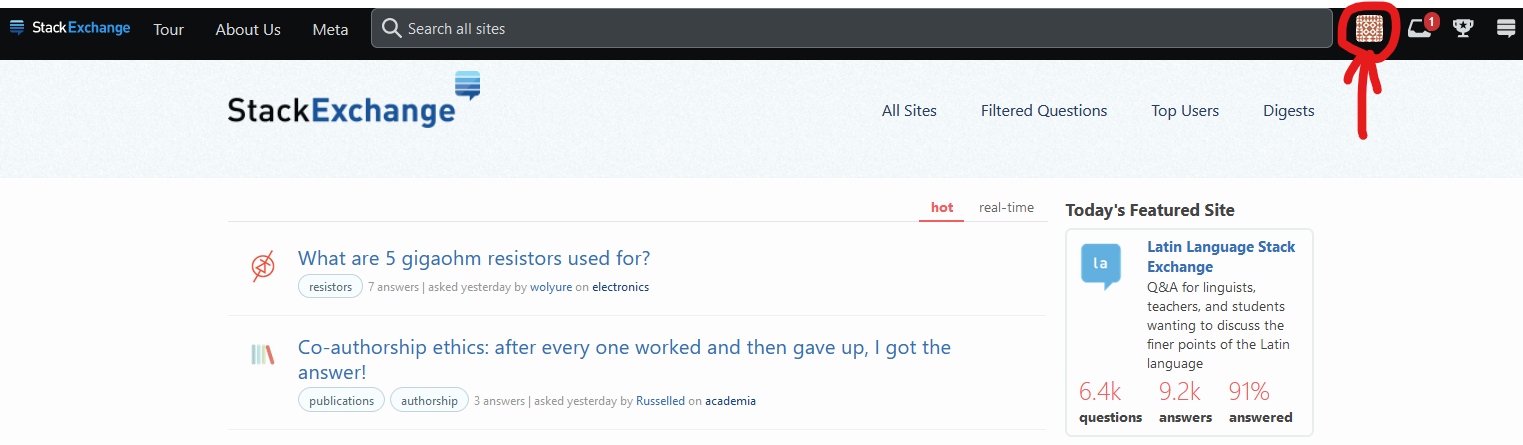 StackExchange Tour About Us Meta Search all sites 1
StackExchange
All Sites Filtered Questions Top Users Digests
hot real-time
What are 5 gigaohm resistors used for?
resistors 7 answers | asked yesterday by wolyure on electronics
Co-authorship ethics: after every one worked and then gave up, I got the
answer!
publications authorship 3 answers | asked yesterday by Russelled on academia
Today's Featured Site
la
Latin Language Stack
Exchange
Q&A for linguists,
teachers, and students
wanting to discuss the
finer points of the Latin
language
6.4k 9.2k 91%
questions answers answered